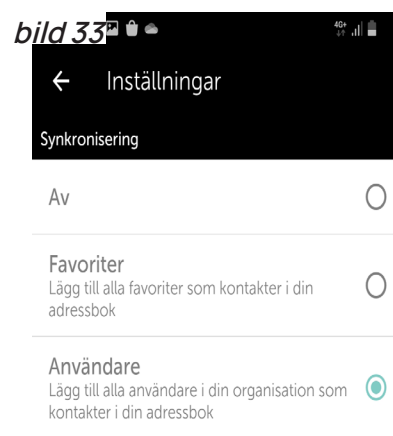 bild 33
4G+
Inställningar
Synkronisering
Av
Favoriter
Lägg till alla favoriter som kontakter i din
adressbok
Användare
Lägg till alla användare i din organisation som
kontakter i din adressbok